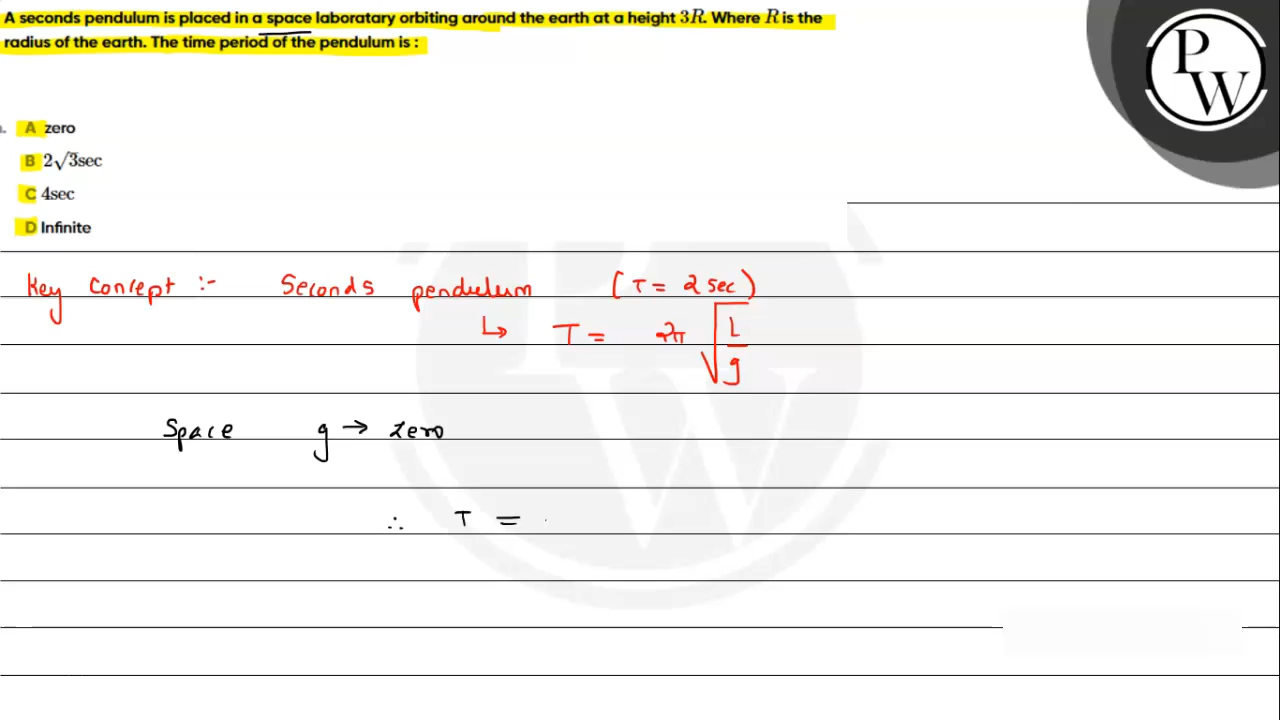 A seconds pendulum is placed in a space laboratary orbiting around the earth at a height 3R. Where R is the
radius of the earth. The time period of the pendulum is :
A zero
B 2√3sec
C 4sec
D Infinite
Key Concept :- Seconds pendulum (T = 2 sec)
↳ T = 2π √(l/g)
Space g → zero
∴ T =
PW